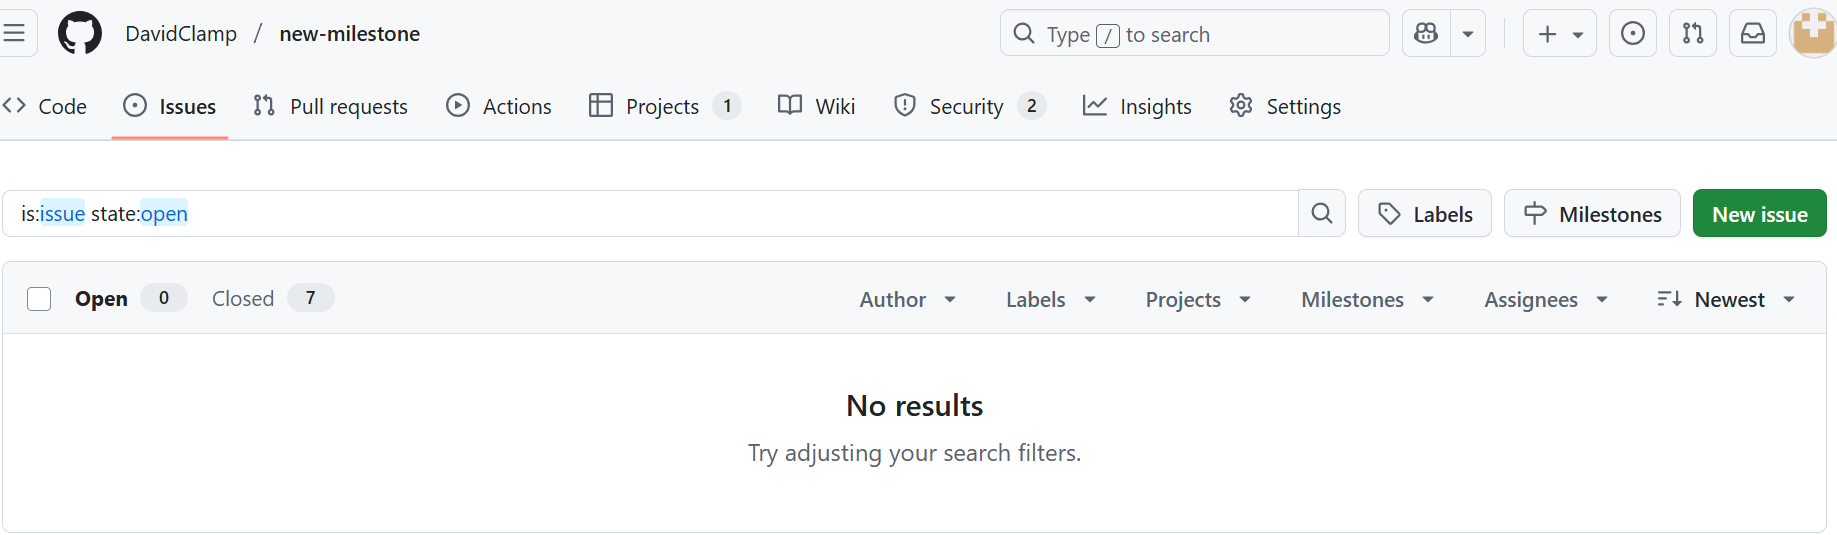 DavidClamp / new-milestone
Type / to search
Code Issues Pull requests Actions Projects 1 Wiki Security 2 Insights Settings
is:issue state:open
Labels Milestones New issue
Open 0 Closed 7 Author Labels Projects Milestones Assignees Newest
No results
Try adjusting your search filters.